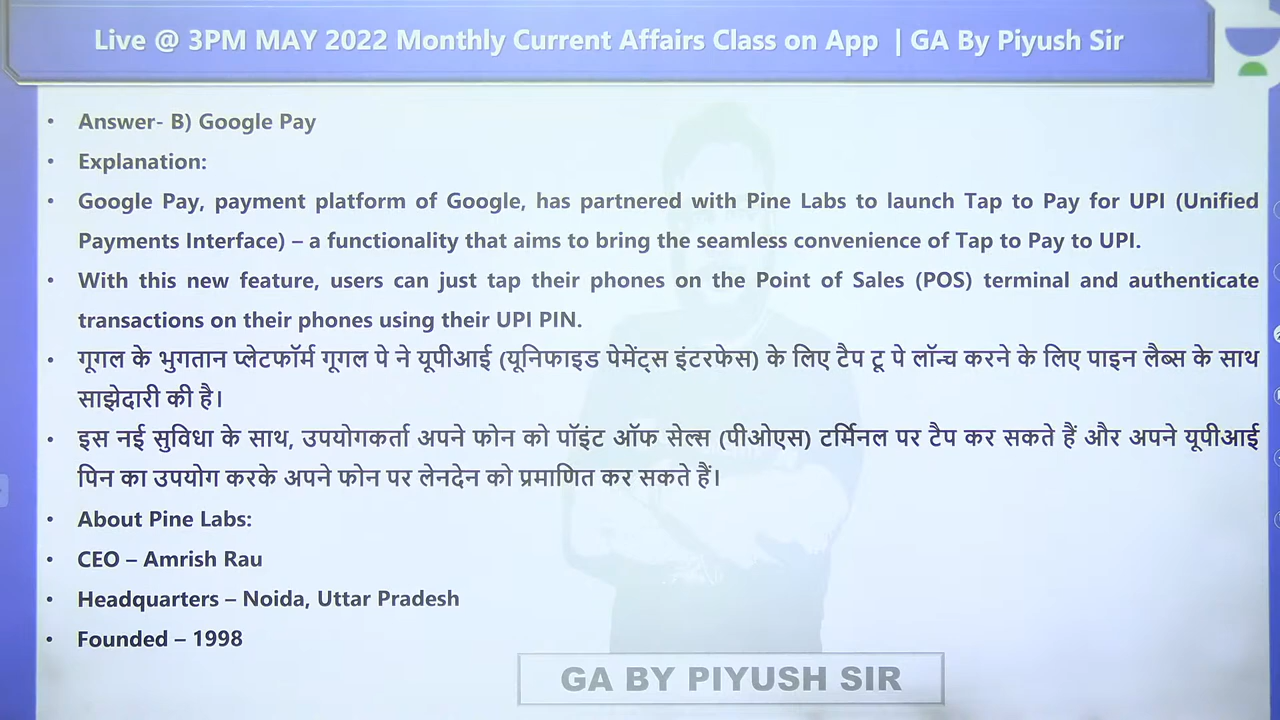 Live @ 3PM MAY 2022 Monthly Current Affairs Class on App | GA By Piyush Sir
• Answer- B) Google Pay
• Explanation:
• Google Pay, payment platform of Google, has partnered with Pine Labs to launch Tap to Pay for UPI (Unified
Payments Interface) – a functionality that aims to bring the seamless convenience of Tap to Pay to UPI.
• With this new feature, users can just tap their phones on the Point of Sales (POS) terminal and authenticate
transactions on their phones using their UPI PIN.
• गूगल के भुगतान प्लेटफॉर्म गूगल पे ने यूपीआई (यूनिफाइड पेमेंट्स इंटरफेस) के लिए टैप टू पे लॉन्च करने के लिए पाइन लैब्स के साथ
साझेदारी की है।
• इस नई सुविधा के साथ, उपयोगकर्ता अपने फोन को पॉइंट ऑफ सेल्स (पीओएस) टर्मिनल पर टैप कर सकते हैं और अपने यूपीआई
पिन का उपयोग करके अपने फोन पर लेनदेन को प्रमाणित कर सकते हैं।
• About Pine Labs:
• CEO – Amrish Rau
• Headquarters – Noida, Uttar Pradesh
• Founded – 1998
GA BY PIYUSH SIR